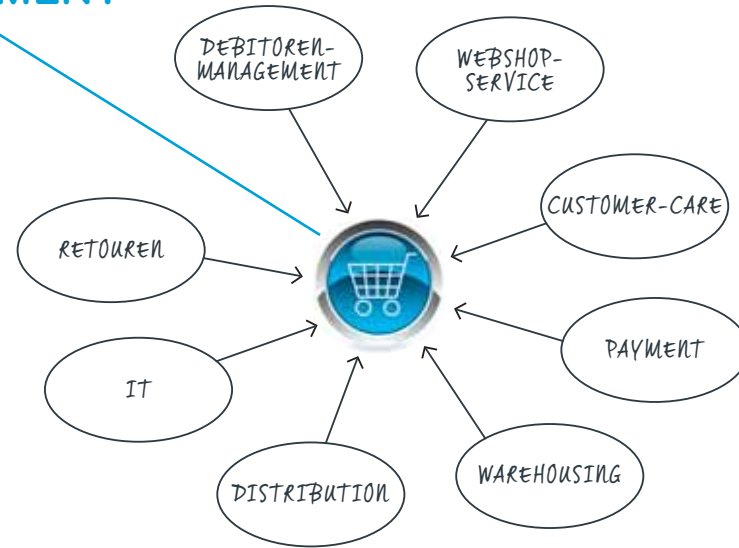 DEBITOREN-
MANAGEMENT
WEBSHOP-
SERVICE
CUSTOMER-CARE
RETOUREN
PAYMENT
IT
WAREHOUSING
DISTRIBUTION